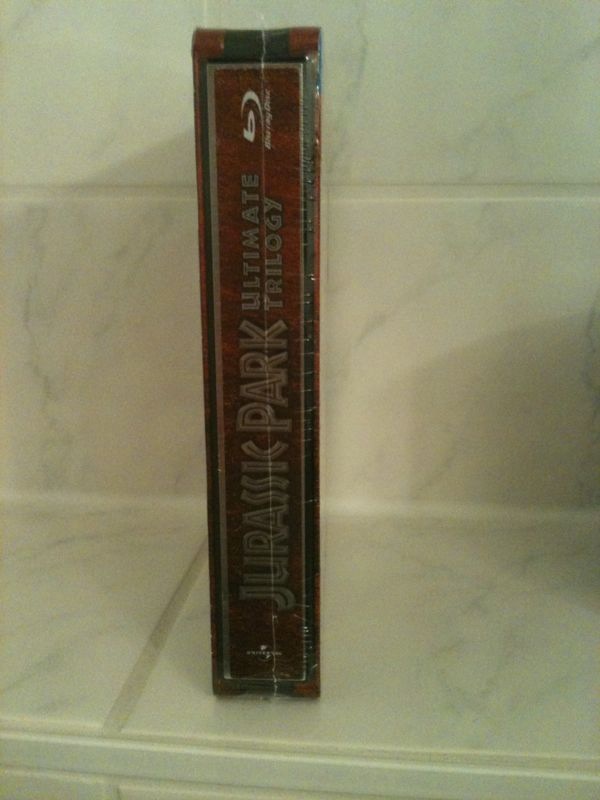 JURASSIC PARK
ULTIMATE
TRILOGY
Blu-ray Disc
UNIVERSAL